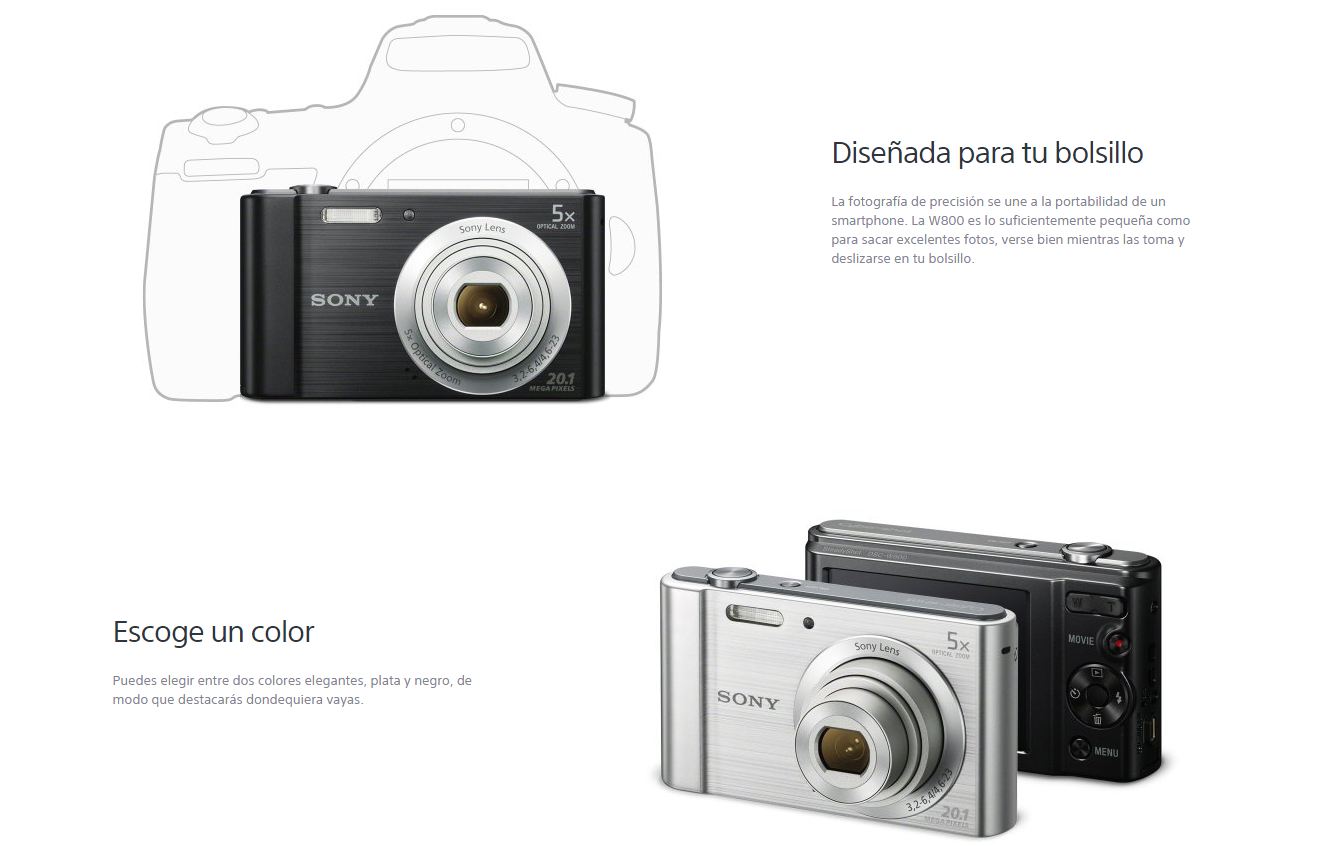 Diseñada para tu bolsillo
La fotografía de precisión se une a la portabilidad de un
smartphone. La W800 es lo suficientemente pequeña como
para sacar excelentes fotos, verse bien mientras las toma y
deslizarse en tu bolsillo.
5x
OPTICAL ZOOM
Sony Lens
SONY
5x Optical Zoom
3,2-6,4/4,6-23
20.1
MEGA PIXELS
Escoge un color
Puedes elegir entre dos colores elegantes, plata y negro, de
modo que destacarás dondequiera vayas.
SteadyShot DSC-W800
W T
MOVIE
MENU
5x
OPTICAL ZOOM
Sony Lens
SONY
3,2-6,4/4,6-23
20.1
MEGA PIXELS